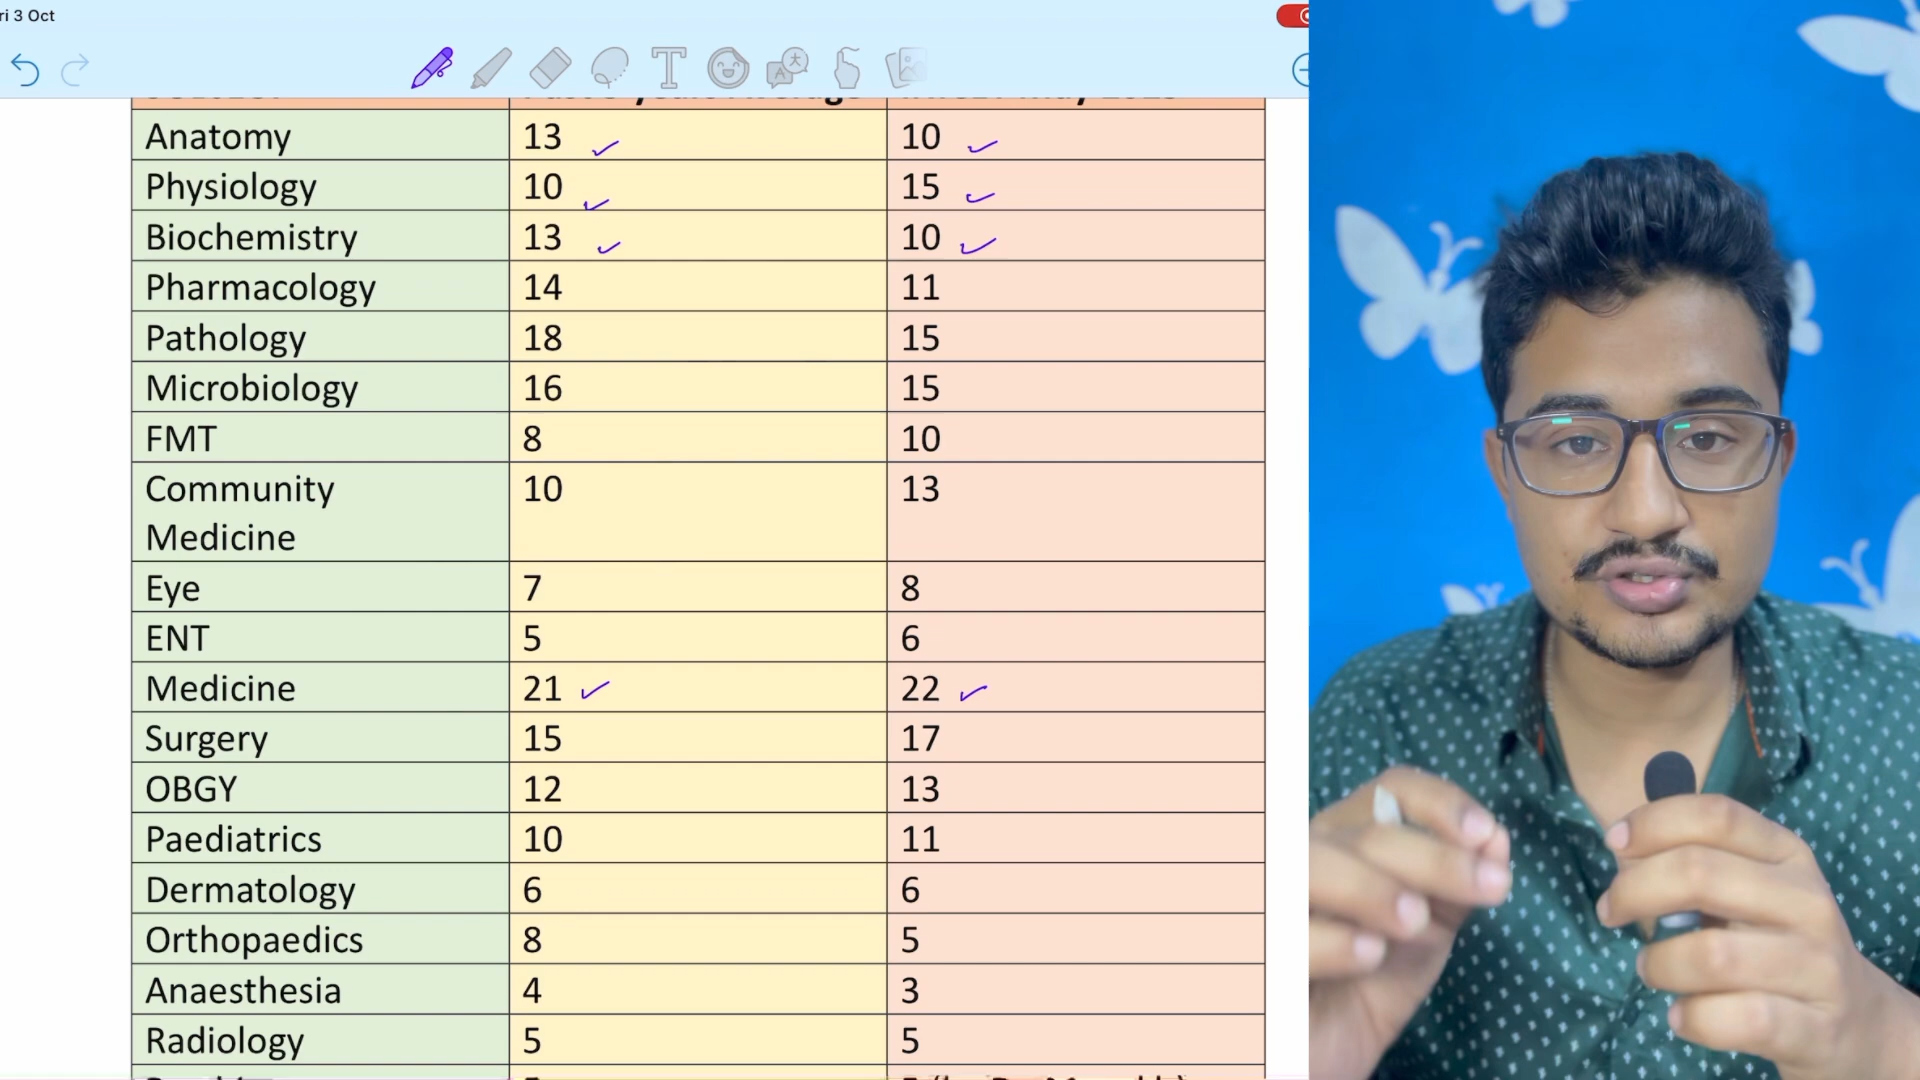 ri 3 Oct
Anatomy 13 10
Physiology 10 15
Biochemistry 13 10
Pharmacology 14 11
Pathology 18 15
Microbiology 16 15
FMT 8 10
Community 10 13
Medicine
Eye 7 8
ENT 5 6
Medicine 21 22
Surgery 15 17
OBGY 12 13
Paediatrics 10 11
Dermatology 6 6
Orthopaedics 8 5
Anaesthesia 4 3
Radiology 5 5